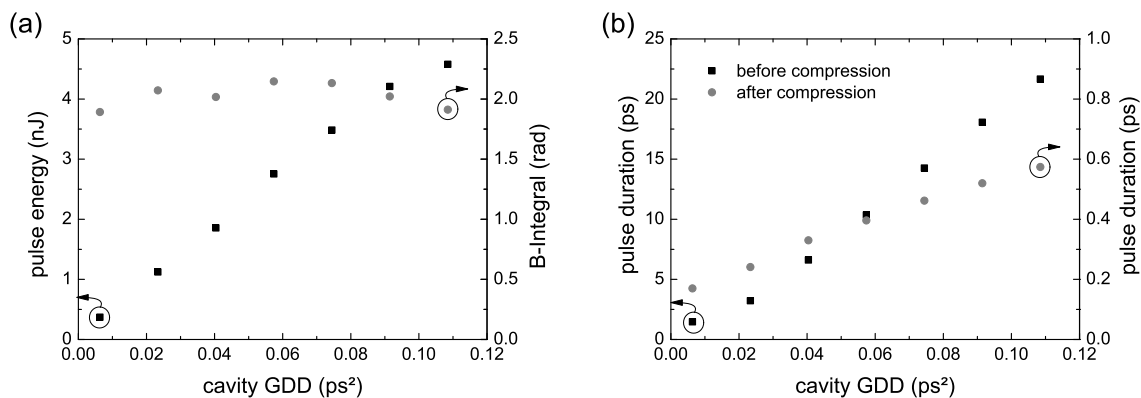 (a)
5
4
3
2
1
0
pulse energy (nJ)
2.5
2.0
1.5
1.0
0.5
0.0
B-Integral (rad)
0.00 0.02 0.04 0.06 0.08 0.10 0.12
cavity GDD (ps²)
(b)
25
20
15
10
5
0
pulse duration (ps)
before compression
after compression
1.0
0.8
0.6
0.4
0.2
0.0
pulse duration (ps)
0.00 0.02 0.04 0.06 0.08 0.10 0.12
cavity GDD (ps²)